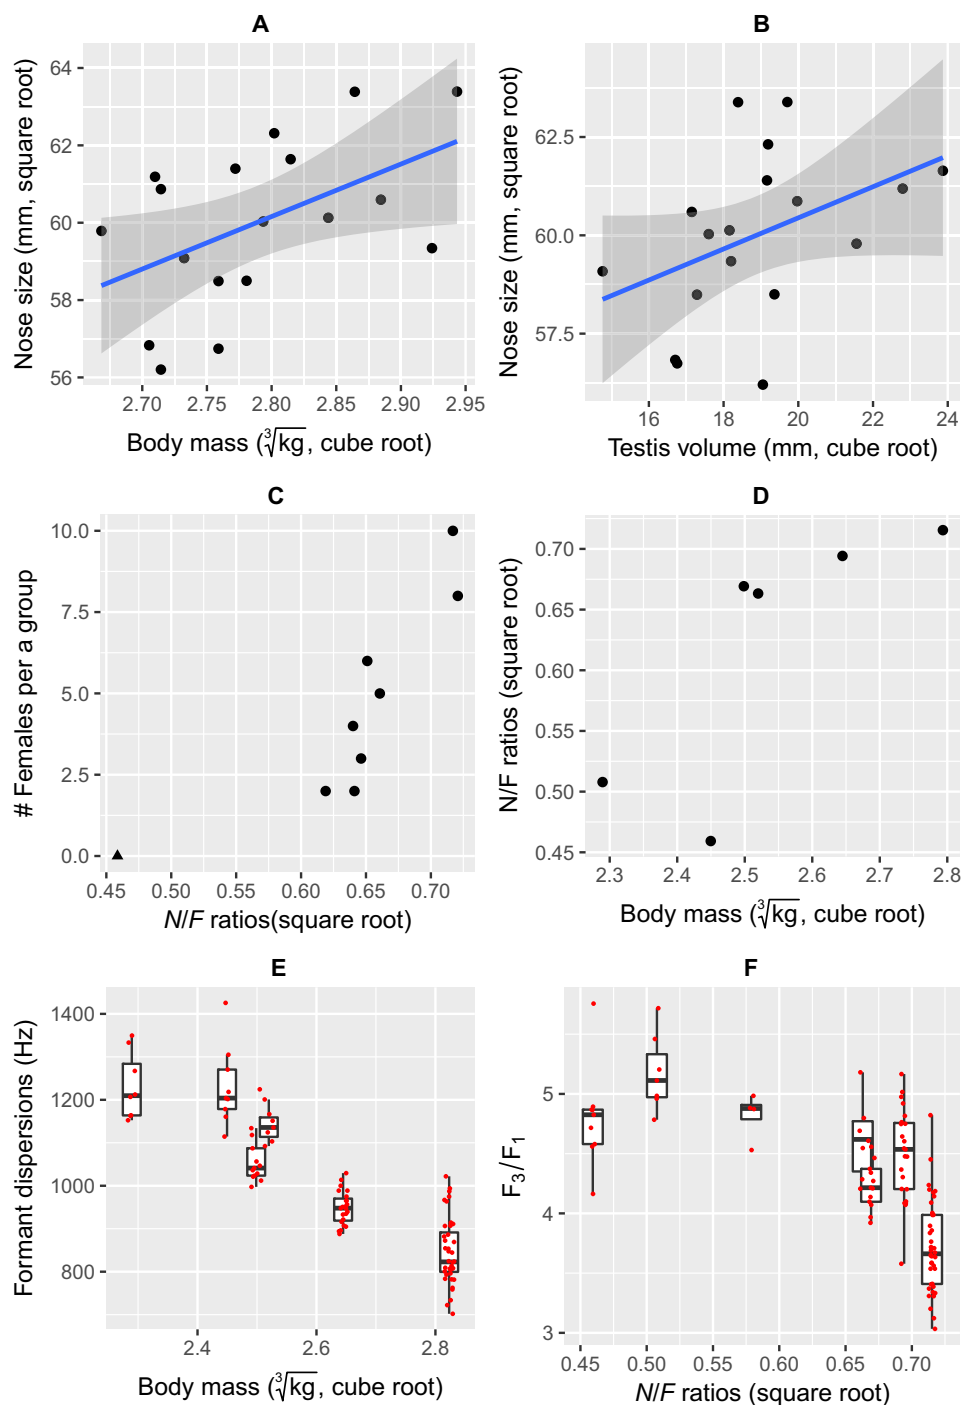 A
Nose size (mm, square root)
64
62
60
58
56
2.70 2.75 2.80 2.85 2.90 2.95
Body mass (∛kg, cube root)
B
Nose size (mm, square root)
62.5
60.0
57.5
16 18 20 22 24
Testis volume (mm, cube root)
C
# Females per a group
10.0
7.5
5.0
2.5
0.0
0.45 0.50 0.55 0.60 0.65 0.70
N/F ratios(square root)
D
N/F ratios (square root)
0.70
0.65
0.60
0.55
0.50
0.45
2.3 2.4 2.5 2.6 2.7 2.8
Body mass (∛kg, cube root)
E
Formant dispersions (Hz)
1400
1200
1000
800
2.4 2.6 2.8
Body mass (∛kg, cube root)
F
F3/F1
5
4
3
0.45 0.50 0.55 0.60 0.65 0.70
N/F ratios (square root)